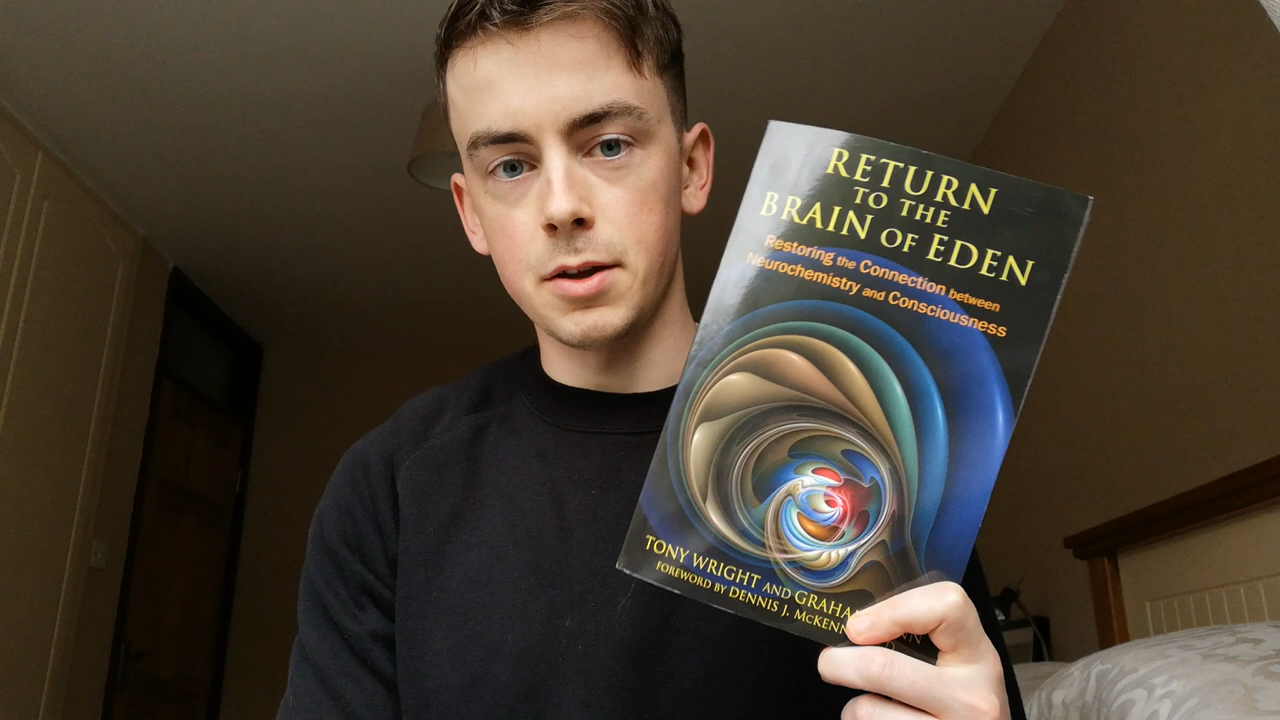 RETURN
TO THE
BRAIN OF EDEN
Restoring the Connection between
Neurochemistry and Consciousness
TONY WRIGHT AND
FOREWORD BY DENNIS J.